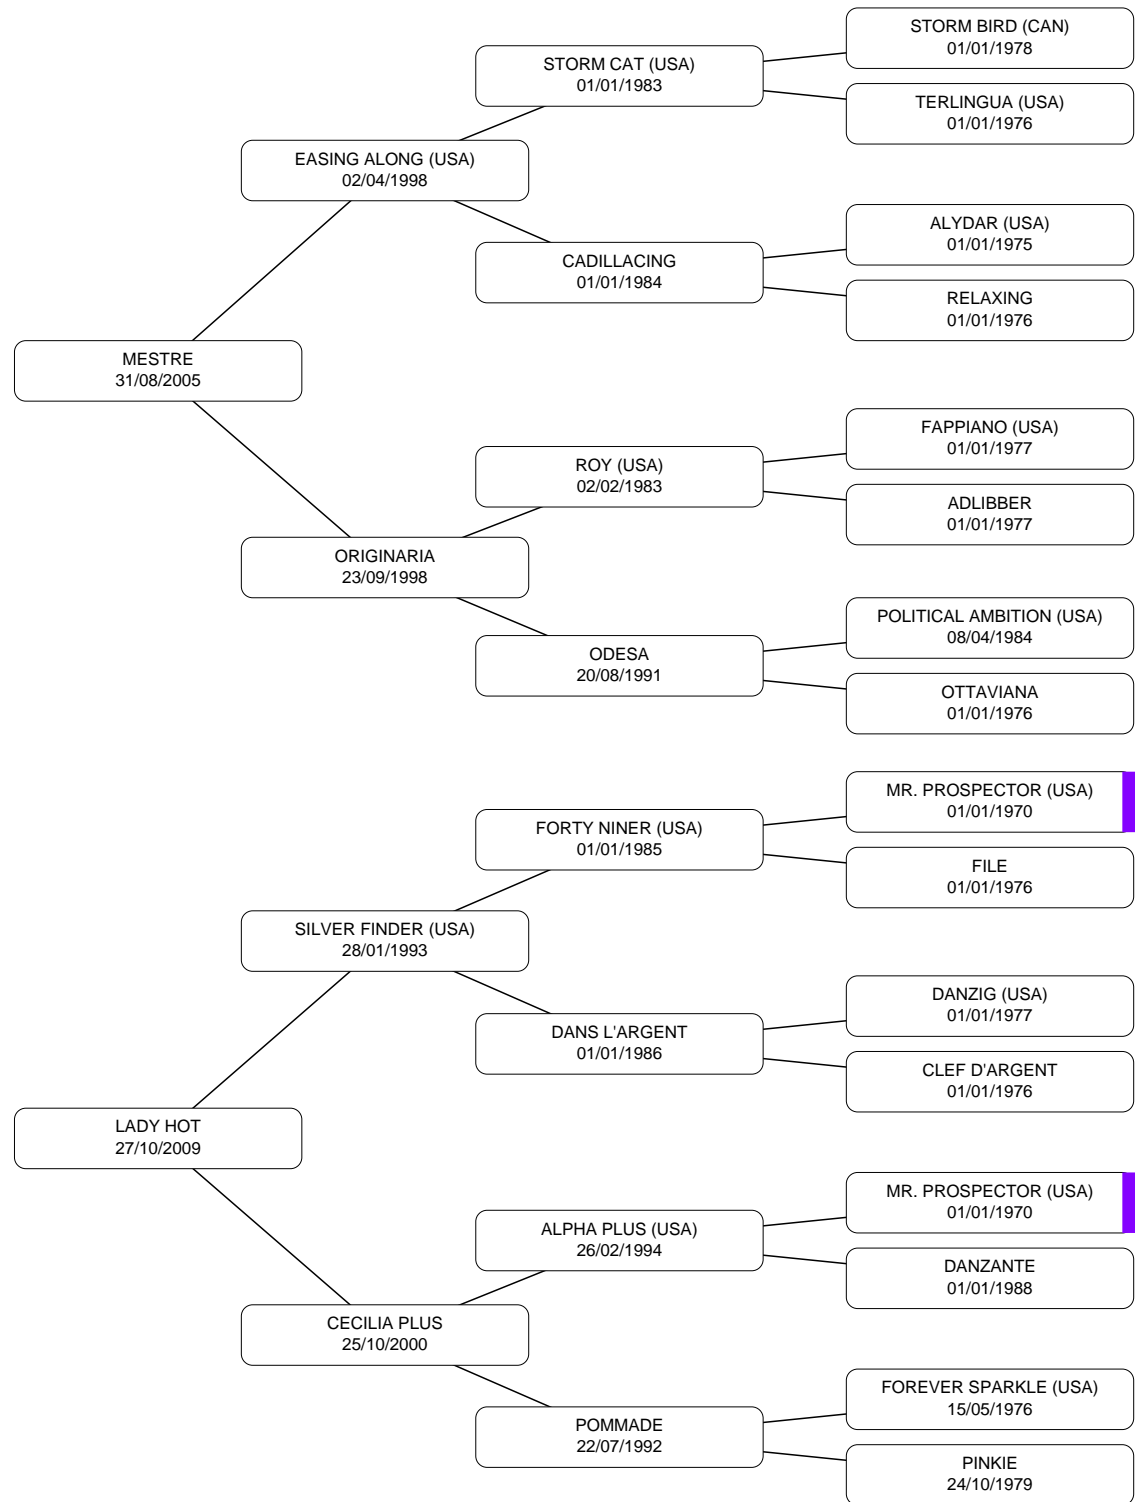 STORM BIRD (CAN)
01/01/1978
STORM CAT (USA)
01/01/1983
TERLINGUA (USA)
01/01/1976
EASING ALONG (USA)
02/04/1998
ALYDAR (USA)
01/01/1975
CADILLACING
01/01/1984
RELAXING
01/01/1976
MESTRE
31/08/2005
FAPPIANO (USA)
01/01/1977
ROY (USA)
02/02/1983
ADLIBBER
01/01/1977
ORIGINARIA
23/09/1998
POLITICAL AMBITION (USA)
08/04/1984
ODESA
20/08/1991
OTTAVIANA
01/01/1976
MR. PROSPECTOR (USA)
01/01/1970
FORTY NINER (USA)
01/01/1985
FILE
01/01/1976
SILVER FINDER (USA)
28/01/1993
DANZIG (USA)
01/01/1977
DANS L'ARGENT
01/01/1986
CLEF D'ARGENT
01/01/1976
LADY HOT
27/10/2009
MR. PROSPECTOR (USA)
01/01/1970
ALPHA PLUS (USA)
26/02/1994
DANZANTE
01/01/1988
CECILIA PLUS
25/10/2000
FOREVER SPARKLE (USA)
15/05/1976
POMMADE
22/07/1992
PINKIE
24/10/1979